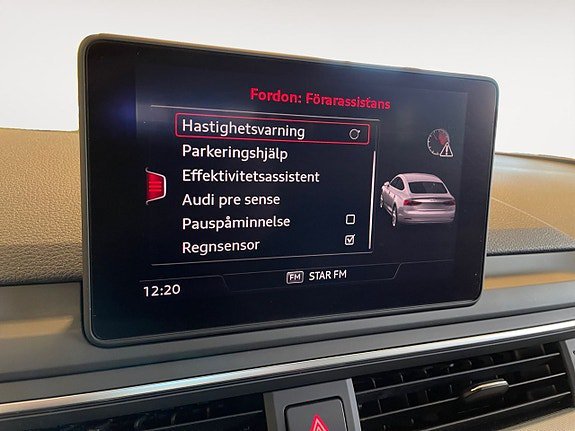 Fordon: Förarassistans
Hastighetsvarning
Parkeringshjälp
Effektivitetsassistent
Audi pre sense
Pauspåminnelse
Regnsensor
FM STAR FM
12:20